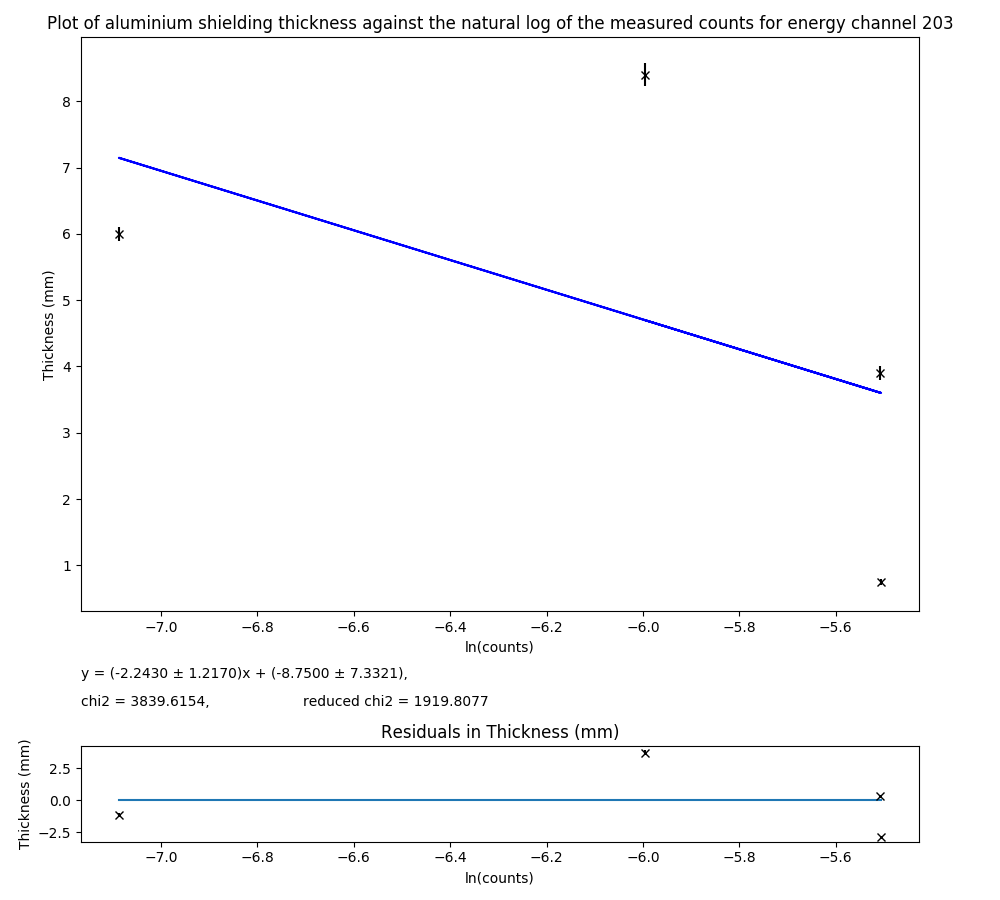 Plot of aluminium shielding thickness against the natural log of the measured counts for energy channel 203
Thickness (mm)
8
7
6
5
4
3
2
1
−7.0 −6.8 −6.6 −6.4 −6.2 −6.0 −5.8 −5.6
ln(counts)
y = (-2.2430 ± 1.2170)x + (-8.7500 ± 7.3321),
chi2 = 3839.6154, reduced chi2 = 1919.8077
Residuals in Thickness (mm)
Thickness (mm)
2.5
0.0
−2.5
−7.0 −6.8 −6.6 −6.4 −6.2 −6.0 −5.8 −5.6
ln(counts)